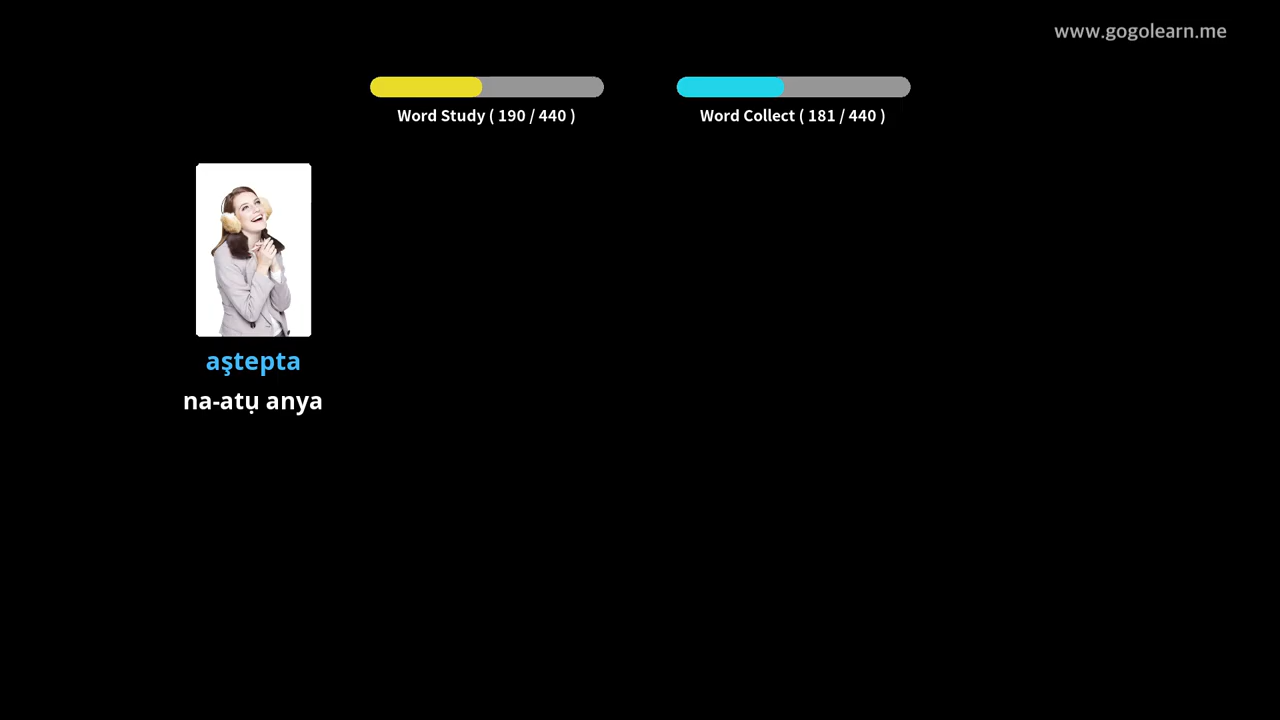 www.gogolearn.me
Word Study ( 190 / 440 )
Word Collect ( 181 / 440 )
aştepta
na-atụ anya